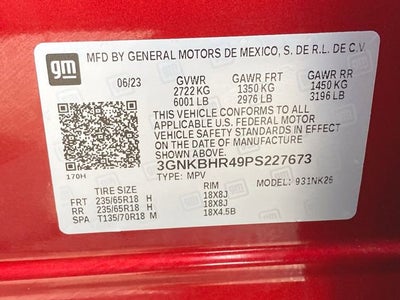 gm
MFD BY GENERAL MOTORS DE MEXICO, S. DE R.L. DE C.V.
06/23 GVWR GAWR FRT GAWR RR
2722 KG 1350 KG 1450 KG
6001 LB 2976 LB 3196 LB
THIS VEHICLE CONFORMS TO ALL
APPLICABLE U.S. FEDERAL MOTOR
VEHICLE SAFETY STANDARDS IN EFFECT
ON THE DATE OF MANUFACTURE
SHOWN ABOVE.
3GNKBHR49PS227673
170H TYPE: MPV MODEL: 931NK26
TIRE SIZE RIM
FRT 235/65R18 H 18X8J
RR 235/65R18 H 18X8J
SPA T135/70R18 M 18X4.5B